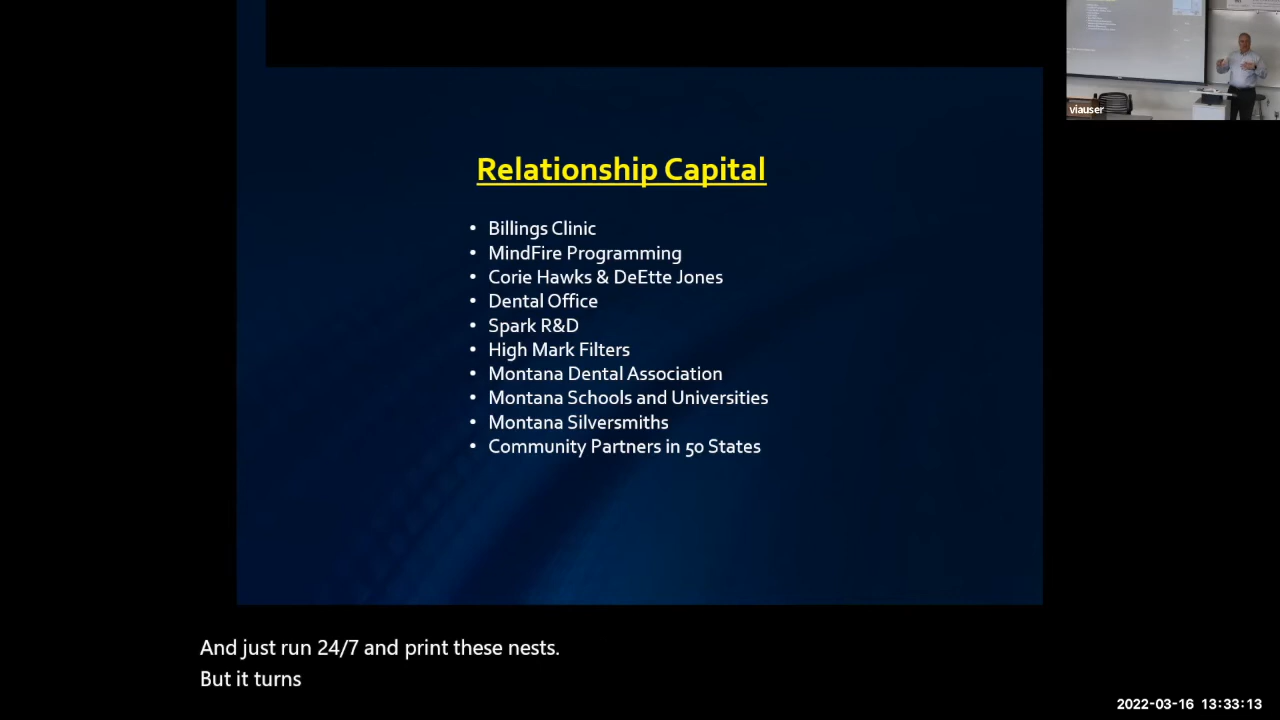 Relationship Capital
• Billings Clinic
• MindFire Programming
• Corie Hawks & DeEtte Jones
• Dental Office
• Spark R&D
• High Mark Filters
• Montana Dental Association
• Montana Schools and Universities
• Montana Silversmiths
• Community Partners in 50 States
viauser
And just run 24/7 and print these nests.
But it turns
2022-03-16 13:33:13